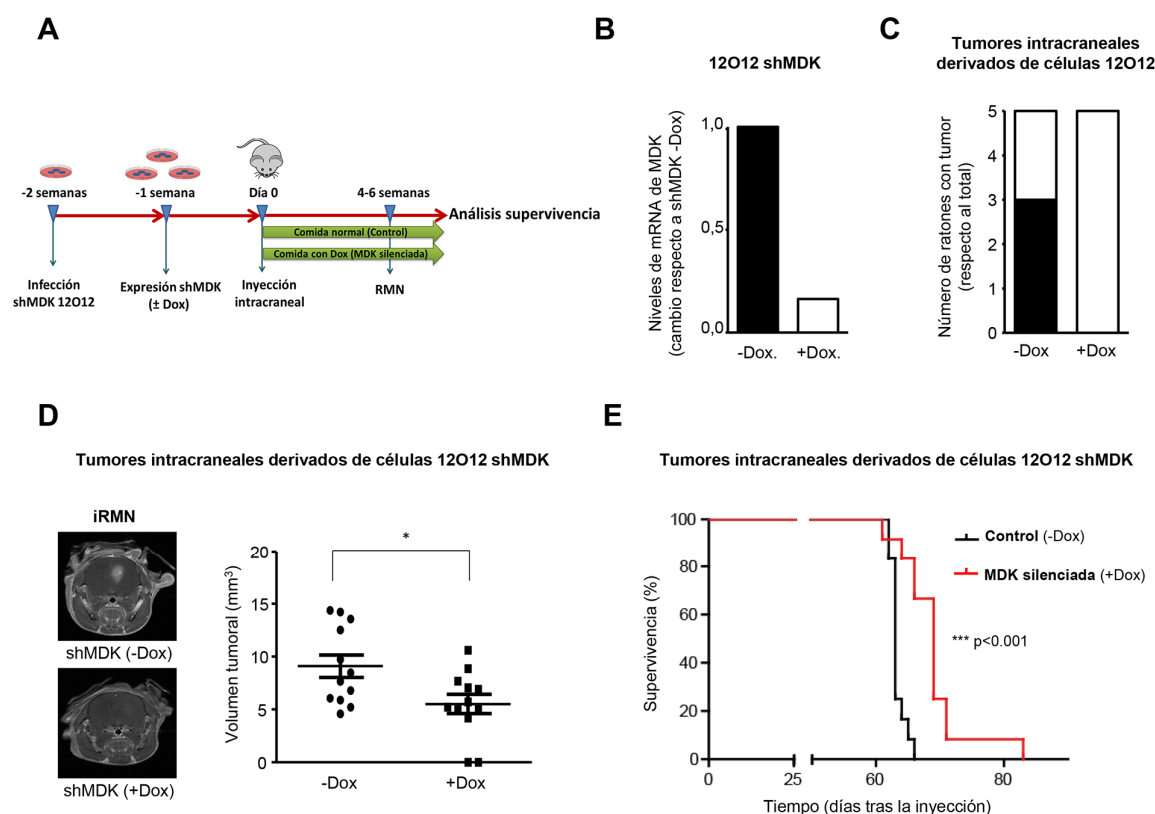 A
-2 semanas
-1 semana
Día 0
4-6 semanas
Análisis supervivencia
Comida normal (Control)
Comida con Dox (MDK silenciada)
Infección
shMDK 12O12
Expresión shMDK
(± Dox)
Inyección
intracraneal
RMN
B
12O12 shMDK
Niveles de mRNA de MDK
(cambio respecto a shMDK -Dox)
1,0
0,5
0,0
-Dox.
+Dox.
C
Tumores intracraneales
derivados de células 12O12
Número de ratones con tumor
(respecto al total)
5
4
3
2
1
0
-Dox
+Dox
D
Tumores intracraneales derivados de células 12O12 shMDK
iRMN
shMDK (-Dox)
shMDK (+Dox)
Volumen tumoral (mm³)
20
15
10
5
0
*
-Dox
+Dox
E
Tumores intracraneales derivados de células 12O12 shMDK
Supervivencia (%)
100
80
60
40
20
0
0
25
60
80
Tiempo (días tras la inyección)
Control (-Dox)
MDK silenciada (+Dox)
*** p<0.001